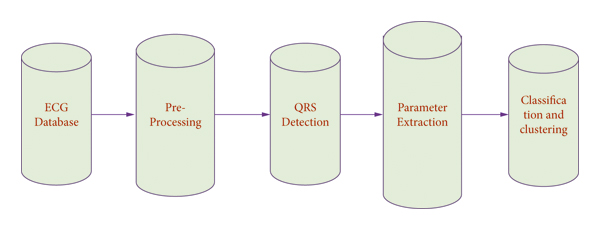 ECG
Database
Pre-
Processing
QRS
Detection
Parameter
Extraction
Classifica
tion and
clustering